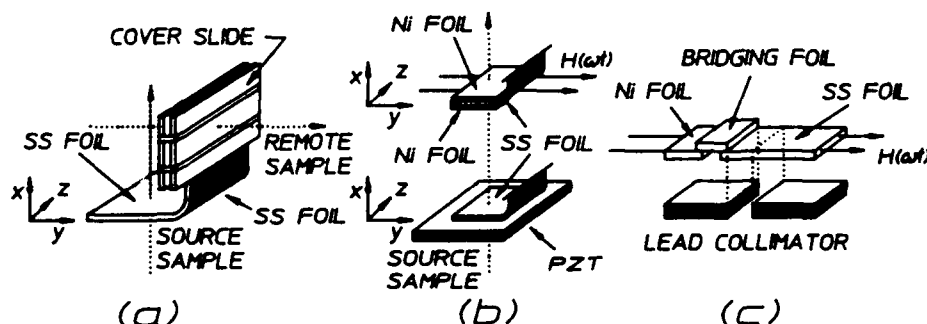 COVER SLIDE
x
z
y
SS FOIL
REMOTE SAMPLE
x
z
y
SS FOIL
SOURCE SAMPLE
(a)
Ni FOIL
H(ωt)
x
z
y
Ni FOIL
SS FOIL
x
z
y
SOURCE SAMPLE
PZT
(b)
BRIDGING FOIL
Ni FOIL
SS FOIL
H(ωt)
LEAD COLLIMATOR
(c)